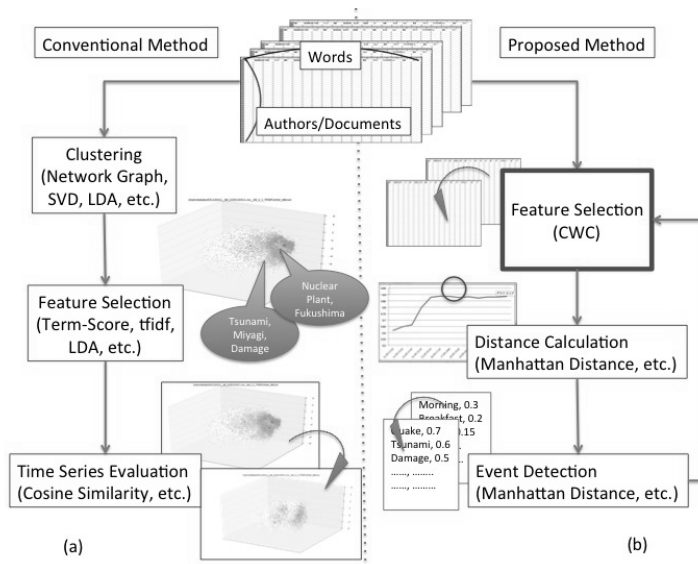 Conventional Method
Words
Proposed Method
Authors/Documents
Clustering
(Network Graph,
SVD, LDA, etc.)
Feature Selection
(CWC)
Nuclear
Plant,
Fukushima
Tsunami,
Miyagi,
Damage
Feature Selection
(Term-Score, tfidf,
LDA, etc.)
Distance Calculation
(Manhattan Distance, etc.)
Morning, 0.3
Breakfast, 0.2
0.15
Quake, 0.7
Tsunami, 0.6
Damage, 0.5
......, ........
......, .........
Time Series Evaluation
(Cosine Similarity, etc.)
Event Detection
(Manhattan Distance, etc.)
(a)
(b)